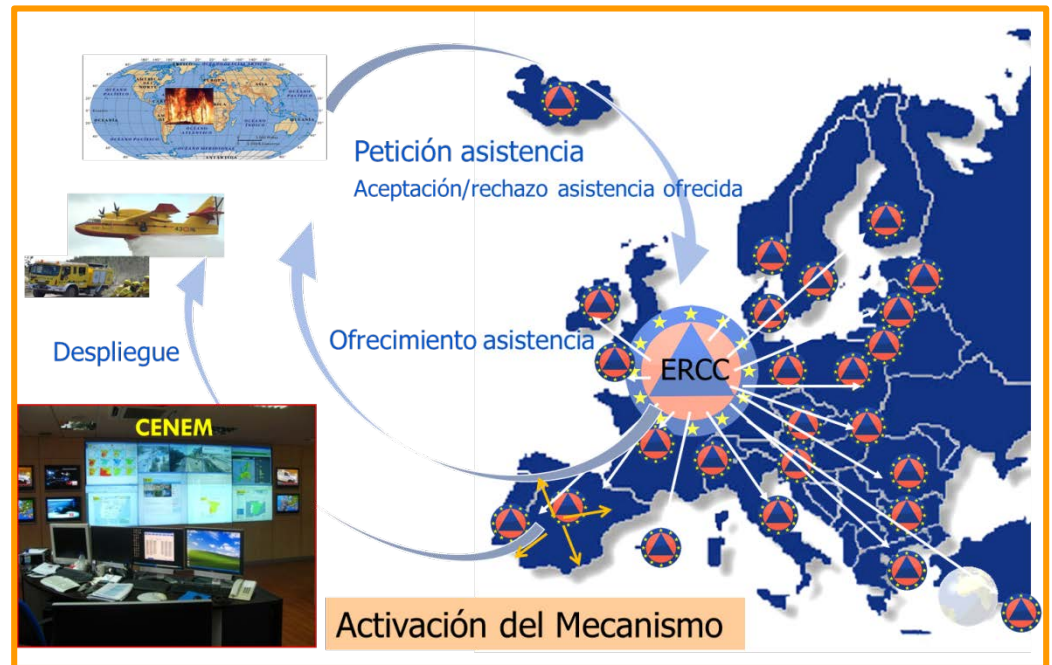 Petición asistencia
Aceptación/rechazo asistencia ofrecida
Ofrecimiento asistencia
ERCC
Despliegue
CENEM
Activación del Mecanismo